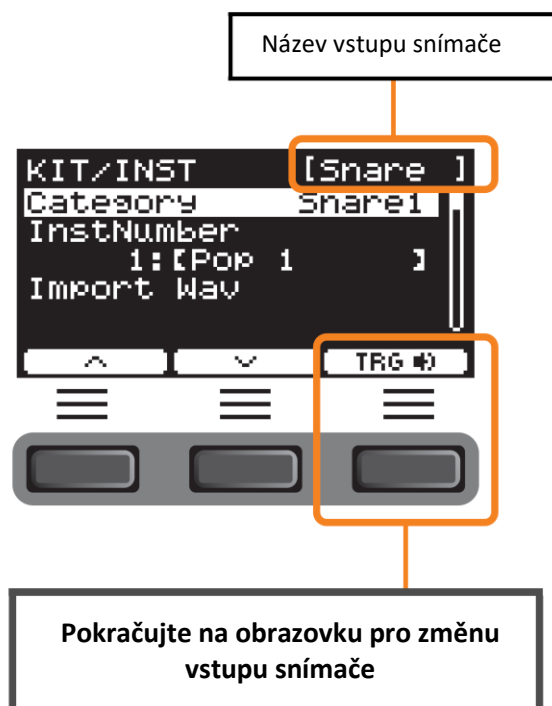 Název vstupu snímače
KIT/INST [Snare ]
Category Snare1
InstNumber
1:[Pop 1 ]
Import Wav
TRG
Pokračujte na obrazovku pro změnu
vstupu snímače